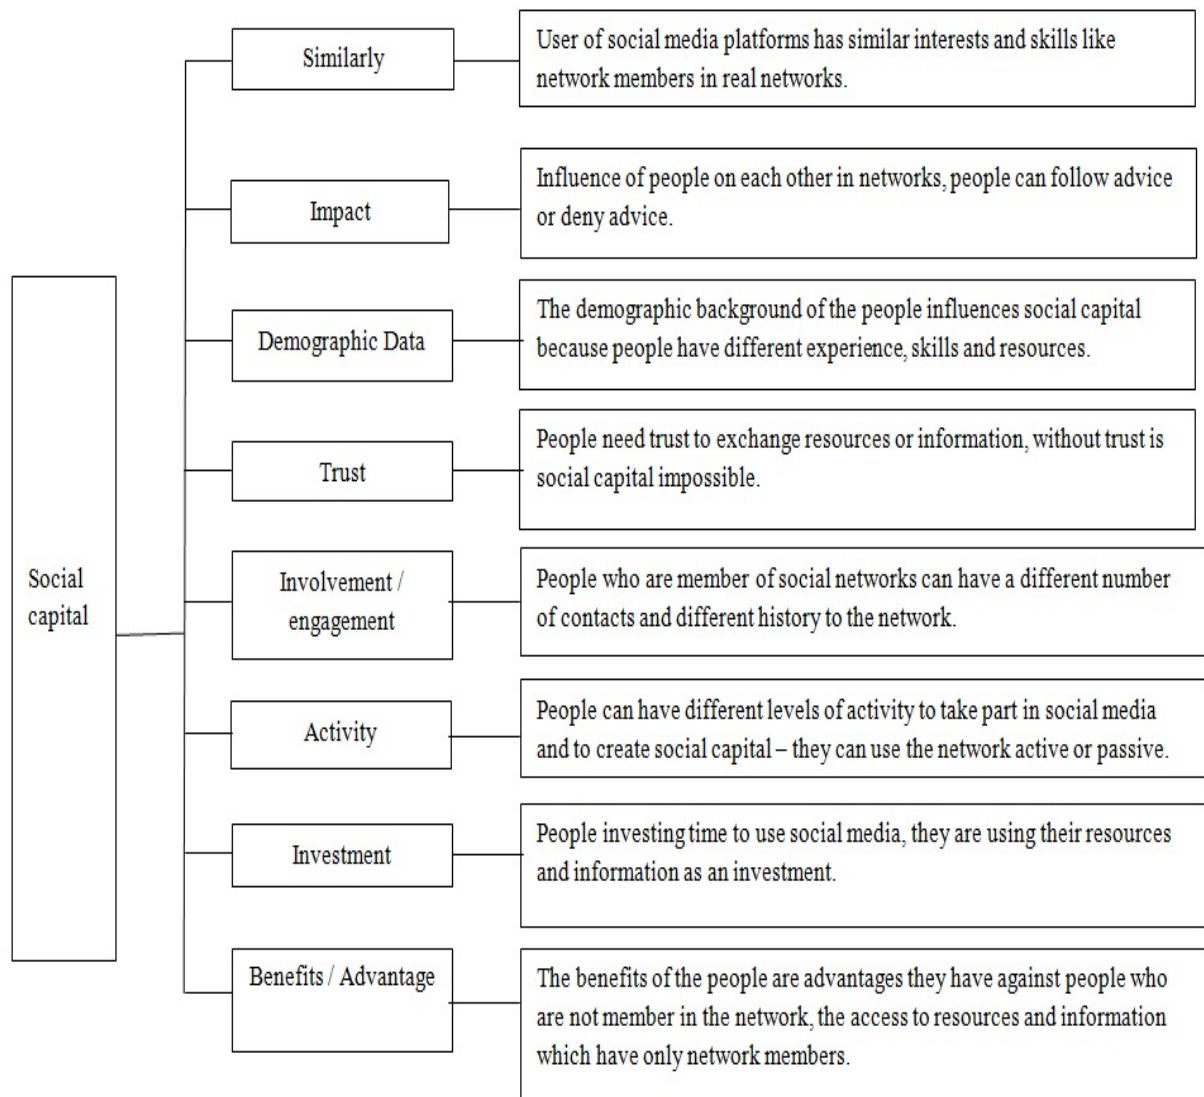 Similarly
User of social media platforms has similar interests and skills like
network members in real networks.
Impact
Influence of people on each other in networks, people can follow advice
or deny advice.
Demographic Data
The demographic background of the people influences social capital
because people have different experience, skills and resources.
Trust
People need trust to exchange resources or information, without trust is
social capital impossible.
Social
capital
Involvement /
engagement
People who are member of social networks can have a different number
of contacts and different history to the network.
Activity
People can have different levels of activity to take part in social media
and to create social capital – they can use the network active or passive.
Investment
People investing time to use social media, they are using their resources
and information as an investment.
Benefits / Advantage
The benefits of the people are advantages they have against people who
are not member in the network, the access to resources and information
which have only network members.